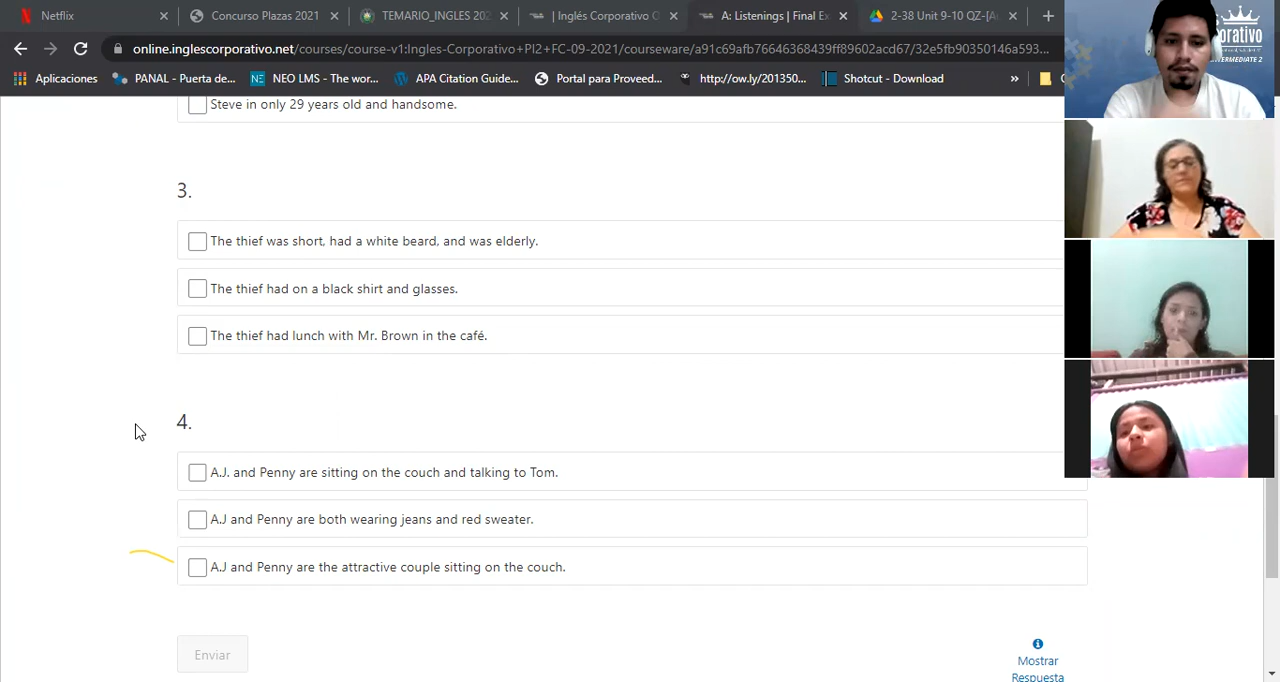 Netflix
Concurso Plazas 2021
TEMARIO_INGLES 202
| Inglés Corporativo O
A: Listenings | Final Ex
2-38 Unit 9-10 QZ-[A
online.inglescorporativo.net/courses/course-v1:Ingles-Corporativo+PI2+FC-09-2021/courseware/a91c69afb76646368439ff89602acd67/32e5fb90350146a593...
Aplicaciones
PANAL - Puerta de...
NEO LMS - The wor...
APA Citation de...
Portal para Proveed...
http://ow.ly/201350...
Shotcut - Download
»
orativo
NTERMEDIATE 2
Steve in only 29 years old and handsome.
3.
The thief was short, had a white beard, and was elderly.
The thief had on a black shirt and glasses.
The thief had lunch with Mr. Brown in the café.
4.
A.J. and Penny are sitting on the couch and talking to Tom.
A.J and Penny are both wearing jeans and red sweater.
A.J and Penny are the attractive couple sitting on the couch.
Enviar
Mostrar
Respuesta